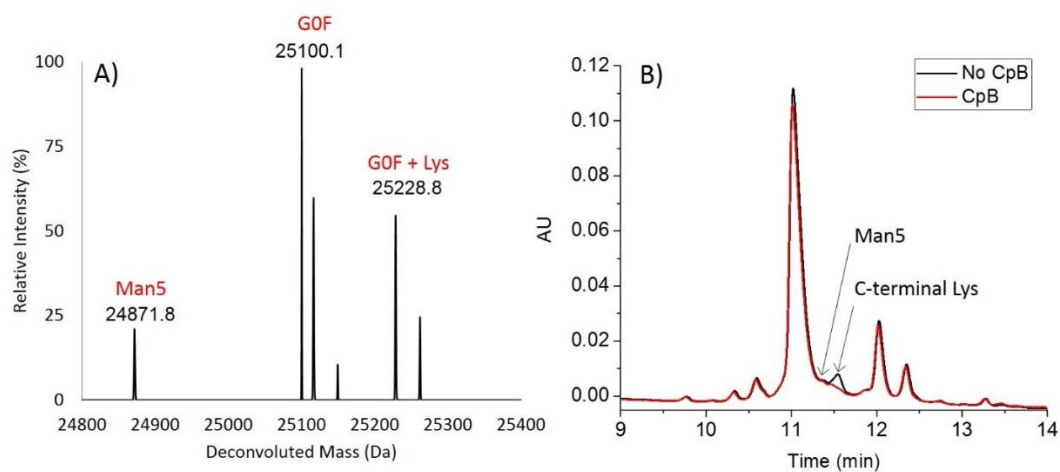 A)
G0F
25100.1
G0F + Lys
25228.8
Man5
24871.8
100
75
50
25
0
Relative Intensity (%)
24800 24900 25000 25100 25200 25300 25400
Deconvoluted Mass (Da)
B)
No CpB
CpB
Man5
C-terminal Lys
0.12
0.10
0.08
0.06
0.04
0.02
0.00
AU
9 10 11 12 13 14
Time (min)